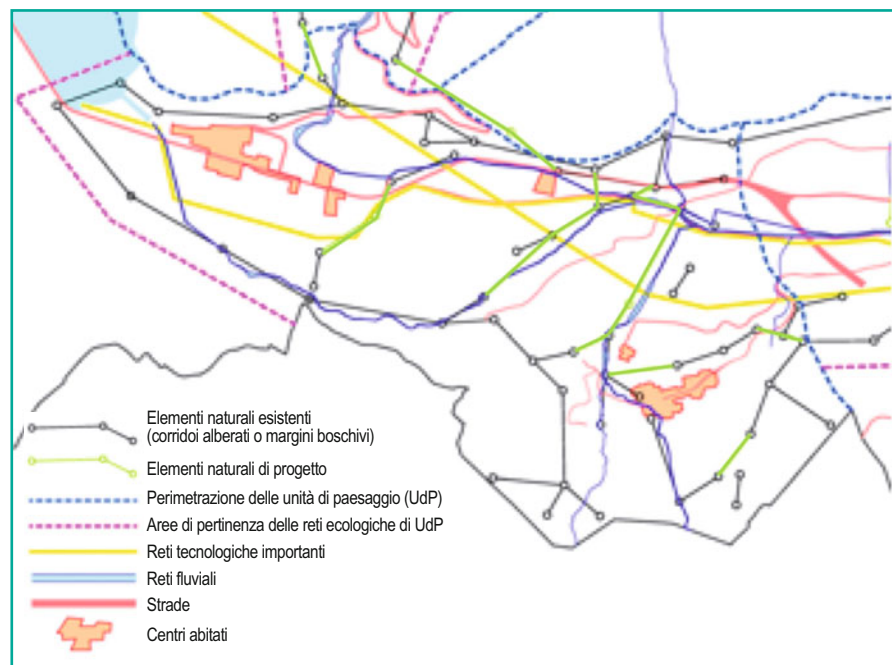 Elementi naturali esistenti
(corridoi alberati o margini boschivi)
Elementi naturali di progetto
Perimetrazione delle unità di paesaggio (UdP)
Aree di pertinenza delle reti ecologiche di UdP
Reti tecnologiche importanti
Reti fluviali
Strade
Centri abitati